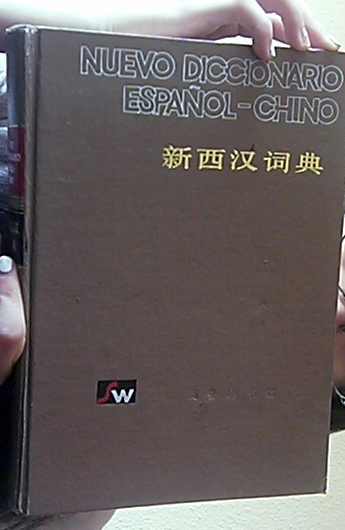 NUEVO DICCIONARIO
ESPAÑOL-CHINO
新西汉词典
SW